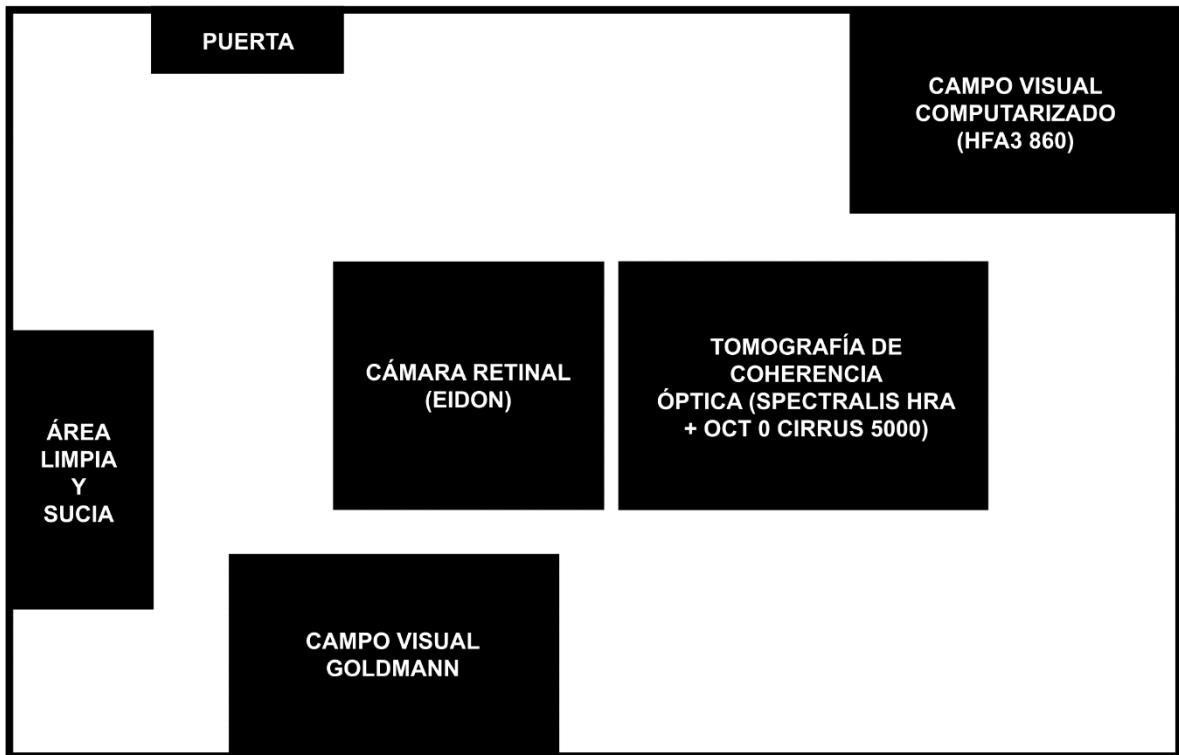 PUERTA
CAMPO VISUAL
COMPUTARIZADO
(HFA3 860)
CÁMARA RETINAL
(EIDON)
TOMOGRAFÍA DE
COHERENCIA
ÓPTICA (SPECTRALIS HRA
+ OCT 0 CIRRUS 5000)
ÁREA
LIMPIA
Y
SUCIA
CAMPO VISUAL
GOLDMANN